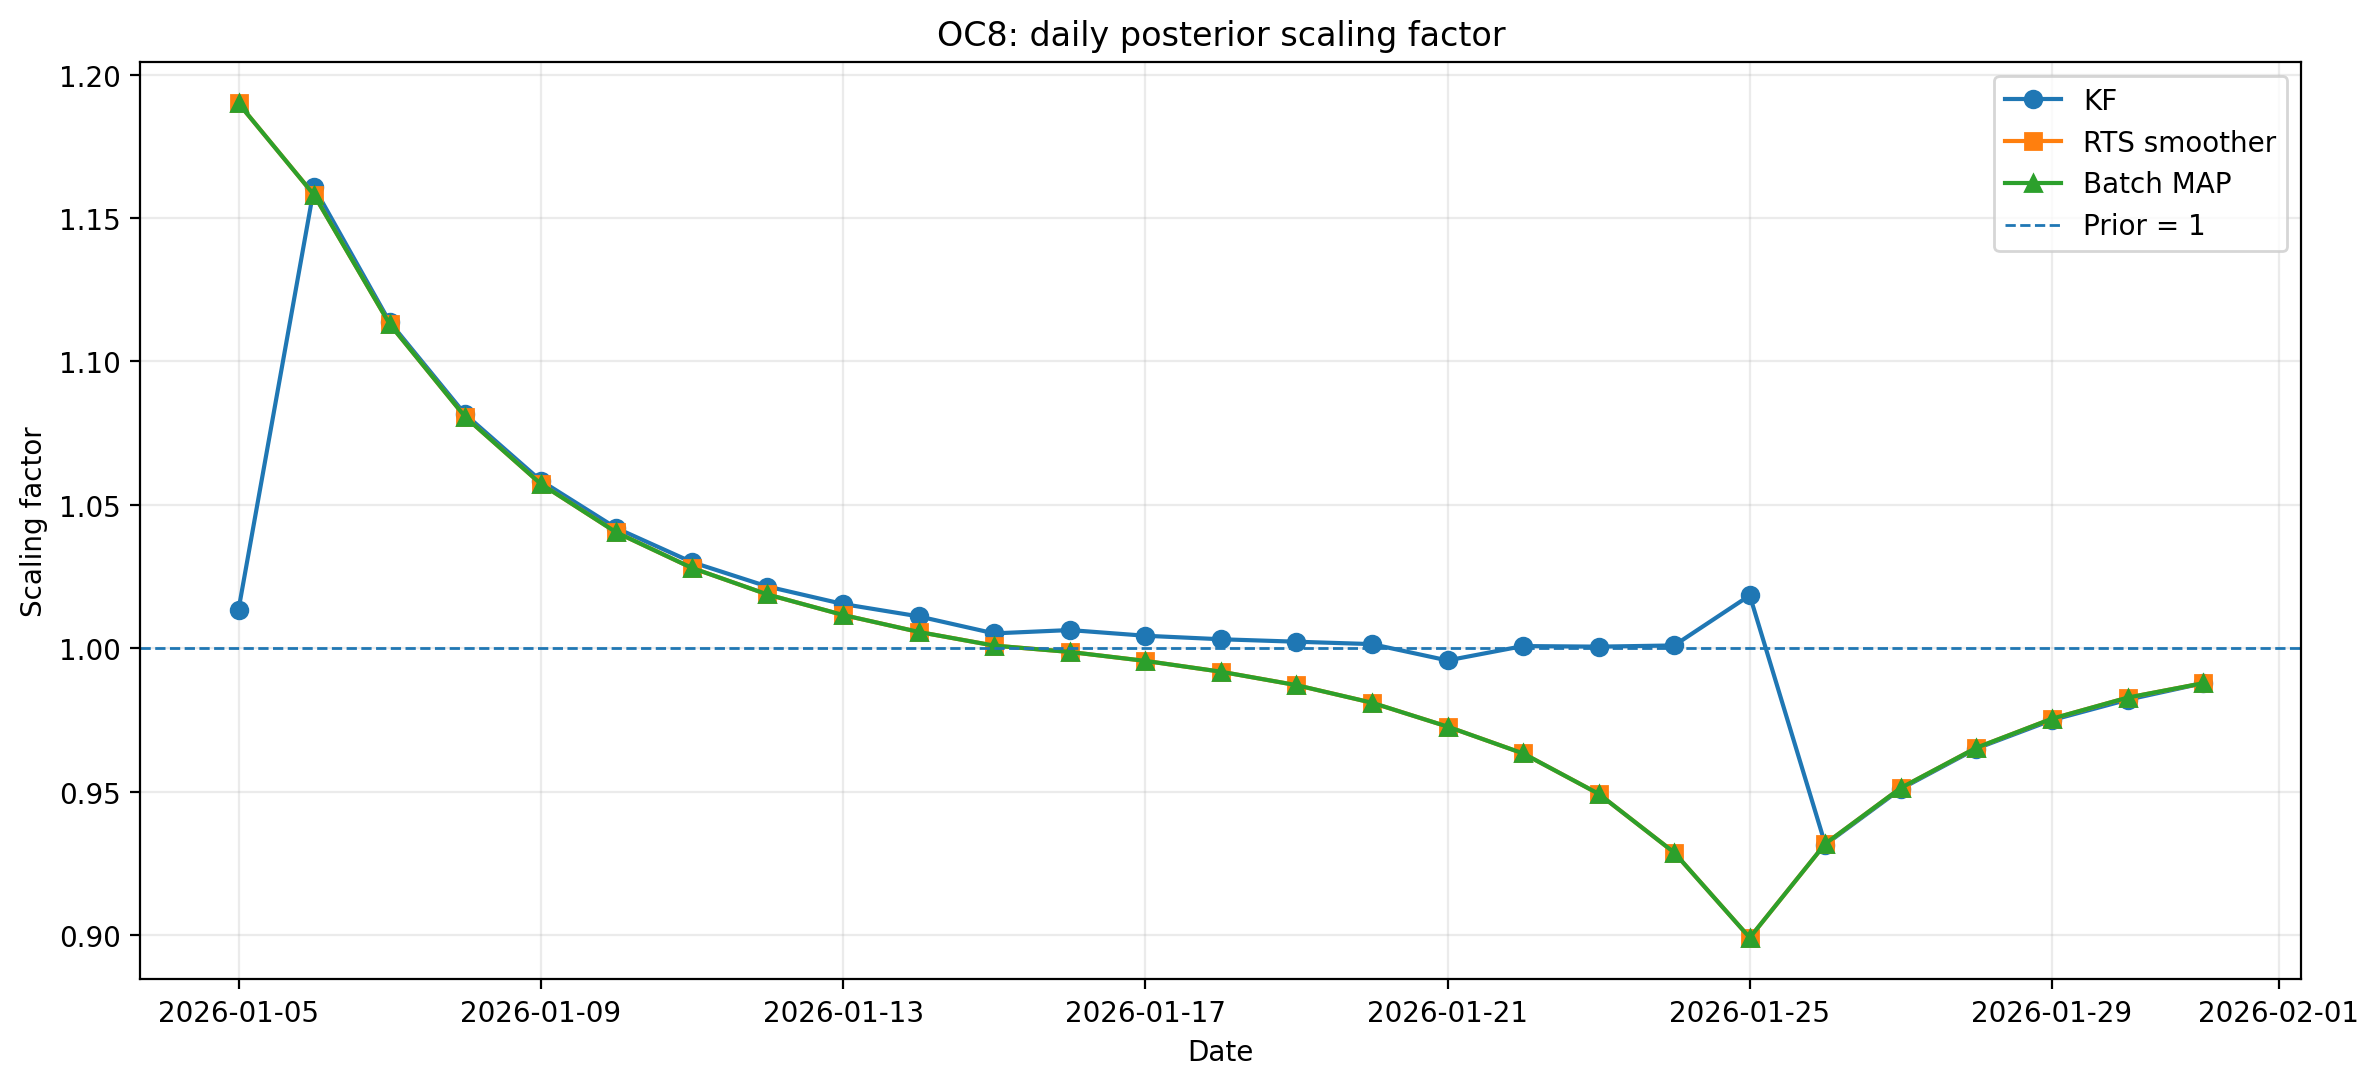 OC8: daily posterior scaling factor
1.20
1.15
1.10
1.05
1.00
0.95
0.90
Scaling factor
KF
RTS smoother
Batch MAP
Prior = 1
2026-01-05 2026-01-09 2026-01-13 2026-01-17 2026-01-21 2026-01-25 2026-01-29 2026-02-01
Date